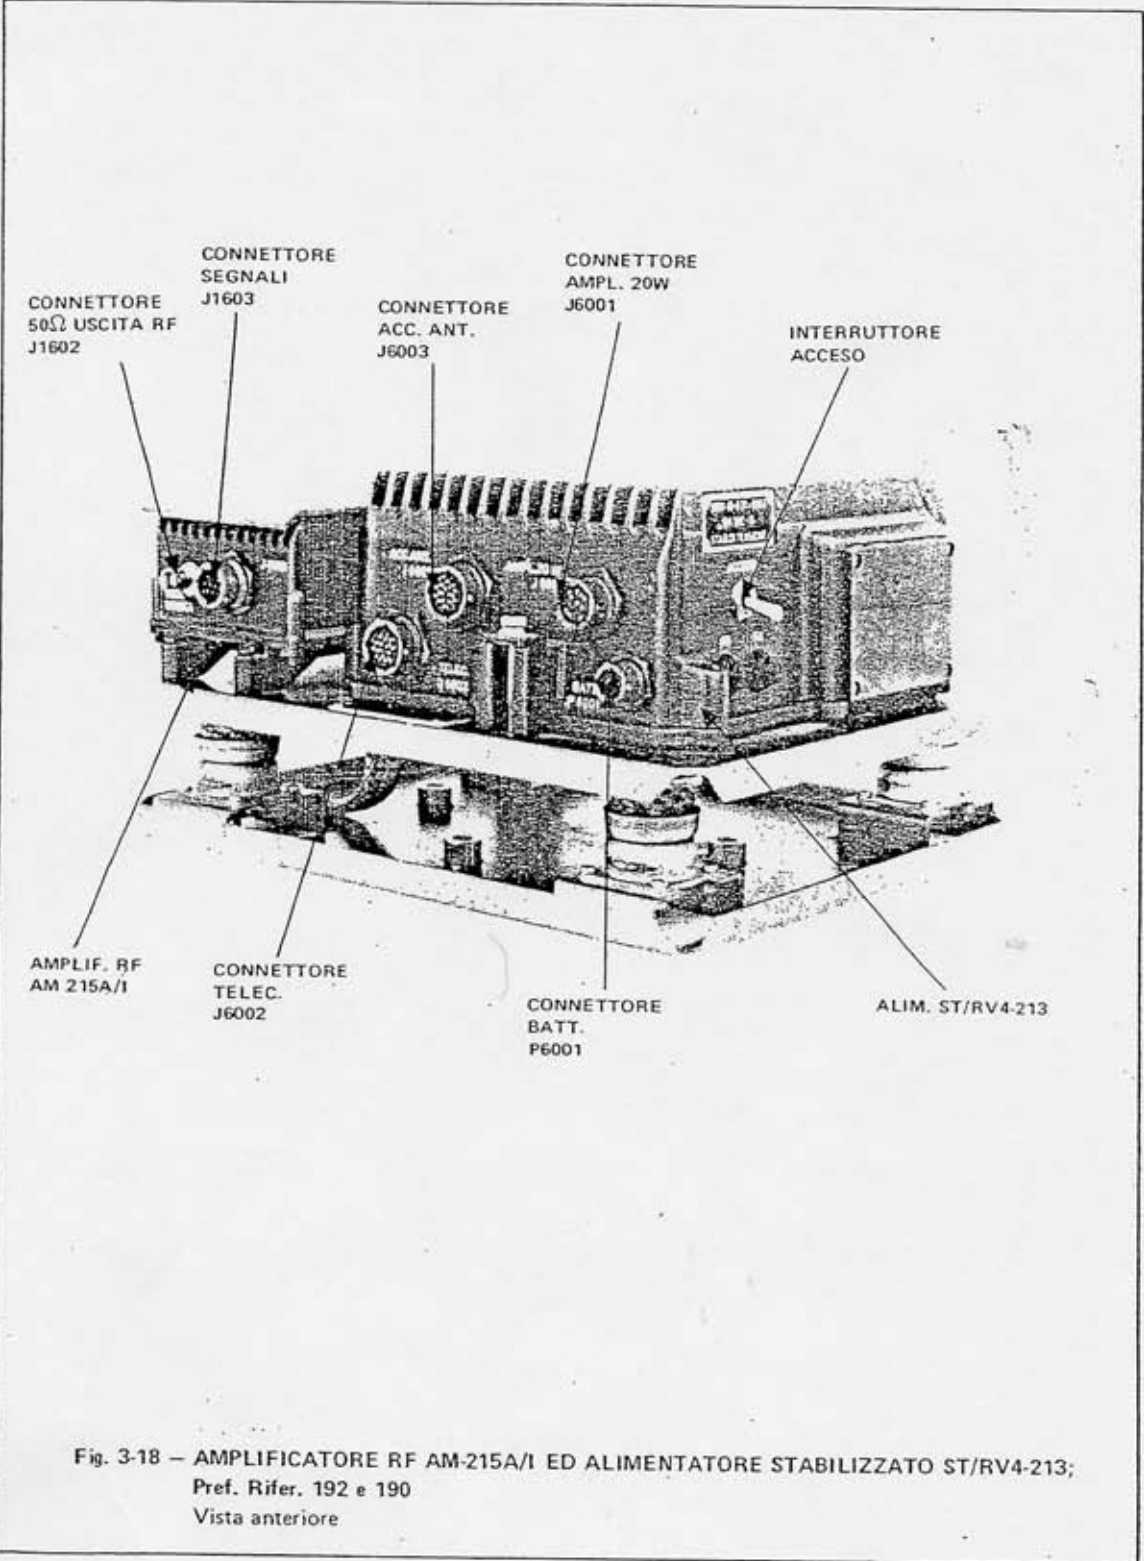 CONNETTORE
SEGNALI
J1603
CONNETTORE
50Ω USCITA RF
J1602
CONNETTORE
ACC. ANT.
J6003
CONNETTORE
AMPL. 20W
J6001
INTERRUTTORE
ACCESO
AMPLIF. RF
AM 215A/I
CONNETTORE
TELEC.
J6002
CONNETTORE
BATT.
P6001
ALIM. ST/RV4-213
Fig. 3-18 — AMPLIFICATORE RF AM-215A/I ED ALIMENTATORE STABILIZZATO ST/RV4-213;
Pref. Rifer. 192 e 190
Vista anteriore